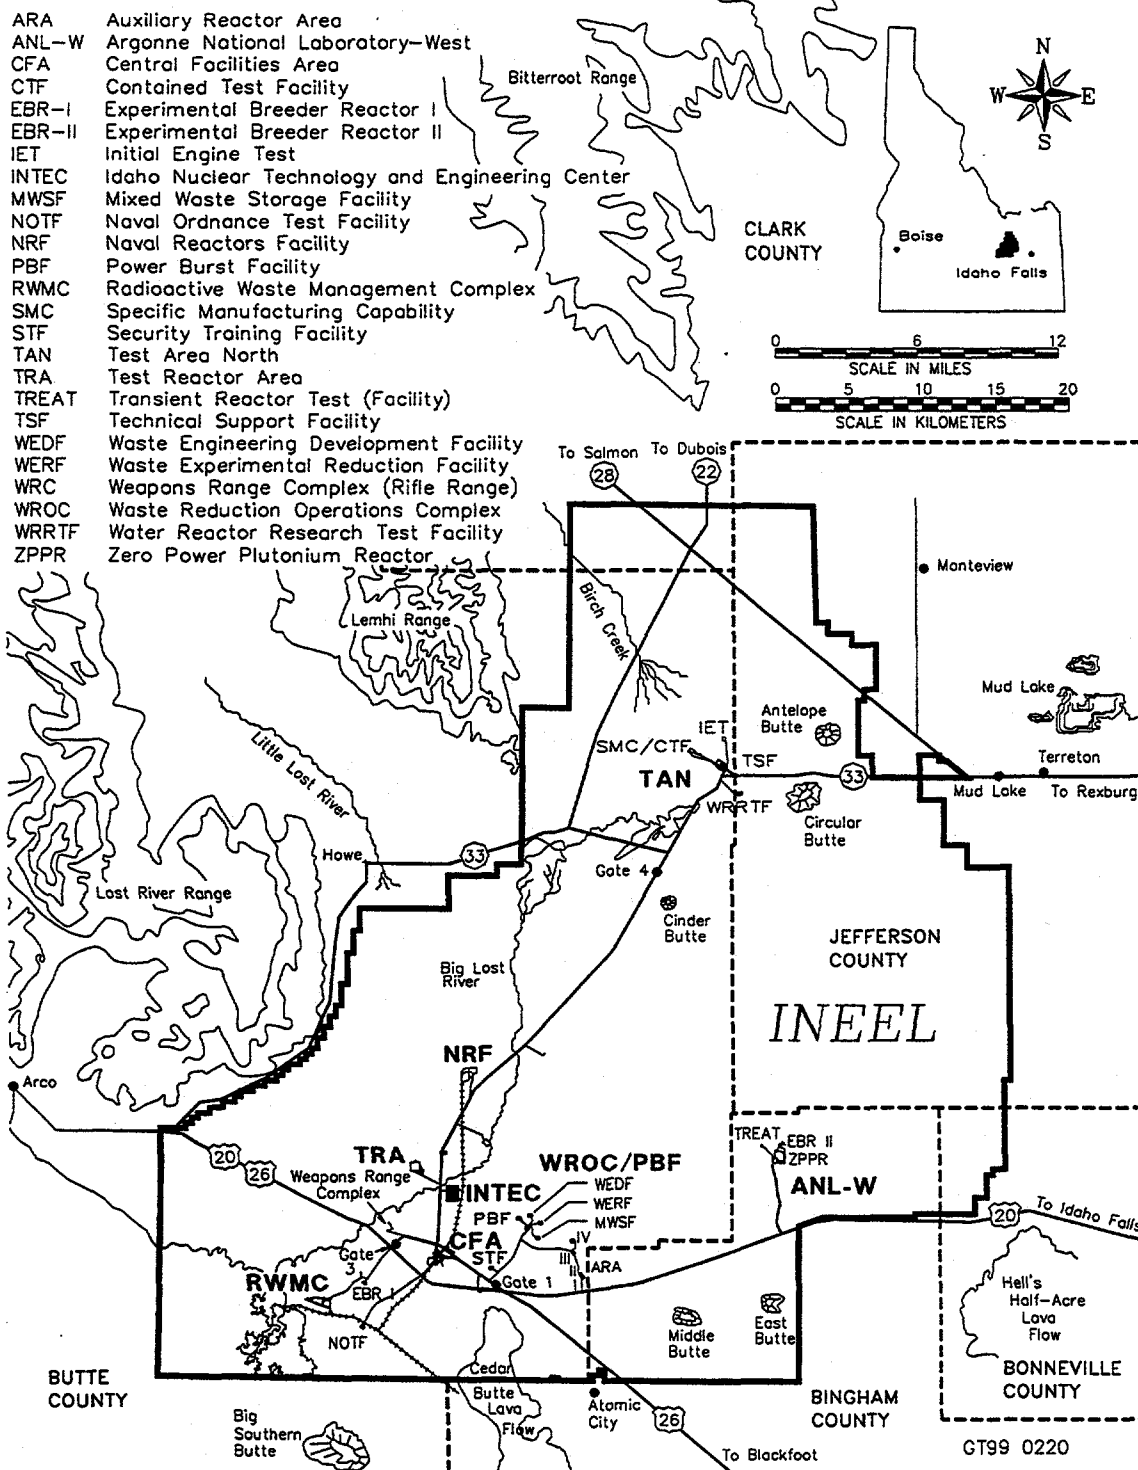 ARA Auxiliary Reactor Area
ANL-W Argonne National Laboratory-West
CFA Central Facilities Area
CTF Contained Test Facility
EBR-I Experimental Breeder Reactor I
EBR-II Experimental Breeder Reactor II
IET Initial Engine Test
INTEC Idaho Nuclear Technology and Engineering Center
MWSF Mixed Waste Storage Facility
NOTF Naval Ordnance Test Facility
NRF Naval Reactors Facility
PBF Power Burst Facility
RWMC Radioactive Waste Management Complex
SMC Specific Manufacturing Capability
STF Security Training Facility
TAN Test Area North
TRA Test Reactor Area
TREAT Transient Reactor Test (Facility)
TSF Technical Support Facility
WEDF Waste Engineering Development Facility
WERF Waste Experimental Reduction Facility
WRC Weapons Range Complex (Rifle Range)
WROC Waste Reduction Operations Complex
WRRTF Water Reactor Research Test Facility
ZPPR Zero Power Plutonium Reactor
Bitterroot Range
N
W E
S
CLARK
COUNTY
Boise
Idaho Falls
0 6 12
SCALE IN MILES
0 5 10 15 20
SCALE IN KILOMETERS
To Salmon
To Dubois
28
22
Monteview
Birch Creek
Lemhi Range
Mud Lake
Antelope
Butte
IET
SMC/CTF
TSF
TAN
WRRTF
33
Terreton
Mud Lake
To Rexburg
Circular
Butte
Little Lost
River
Howe
33
Gate 4
Lost River Range
Cinder
Butte
JEFFERSON
COUNTY
Big Lost
River
INEEL
NRF
Arco
TREAT
EBR II
ZPPR
ANL-W
20
26
TRA
Weapons Range
Complex
INTEC
WROC/PBF
WEDF
WERF
MWSF
PBF
IV
III
II
I
ARA
CFA
STF
Gate
3
Gate 1
RWMC
EBR I
NOTF
20
To Idaho Falls
Hell's
Half-Acre
Lava
Flow
Middle
Butte
East
Butte
BUTTE
COUNTY
Cedar
Butte
Lava
Flow
Atomic
City
BINGHAM
COUNTY
BONNEVILLE
COUNTY
Big
Southern
Butte
26
To Blackfoot
GT99 0220